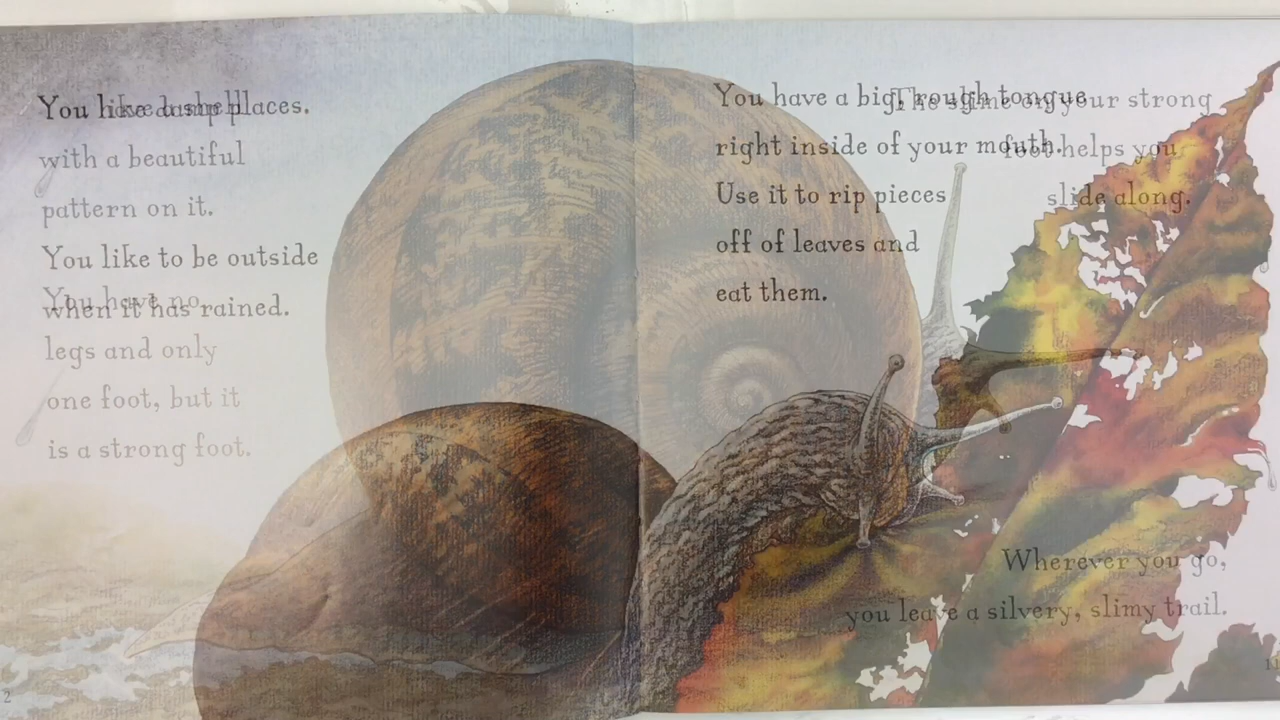 You like damp places.
You have a shell
with a beautiful
pattern on it.
You like to be outside
when it has rained.
You have no
legs and only
one foot, but it
is a strong foot.
You have a big, rough tongue
right inside of your mouth.
Use it to rip pieces
off of leaves and
eat them.
The slime on your strong
foot helps you
slide along.
Wherever you go,
you leave a silvery, slimy trail.
2
11